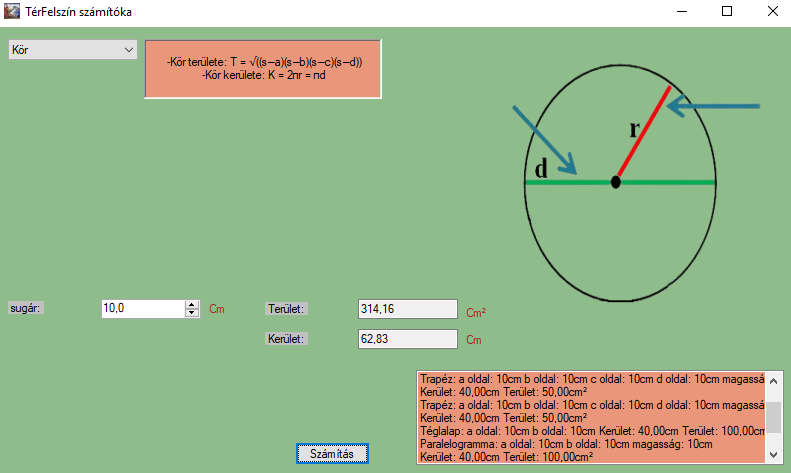 TérFelszín számítóka
Kör
-Kör területe: T = √((s−a)(s−b)(s−c)(s−d))
-Kör kerülete: K = 2πr = πd
r
d
sugár:
10,0
Cm
Terület:
314,16
Cm²
Kerület:
62,83
Cm
Trapéz: a oldal: 10cm b oldal: 10cm c oldal: 10cm d oldal: 10cm magassá
Kerület: 40,00cm Terület: 50,00cm²
Trapéz: a oldal: 10cm b oldal: 10cm c oldal: 10cm d oldal: 10cm magassá
Kerület: 40,00cm Terület: 50,00cm²
Téglalap: a oldal: 10cm b oldal: 10cm Kerület: 40,00cm Terület: 100,00cm
Paralelogramma: a oldal: 10cm b oldal: 10cm magasság: 10cm
Kerület: 40,00cm Terület: 100,00cm²
Számítás